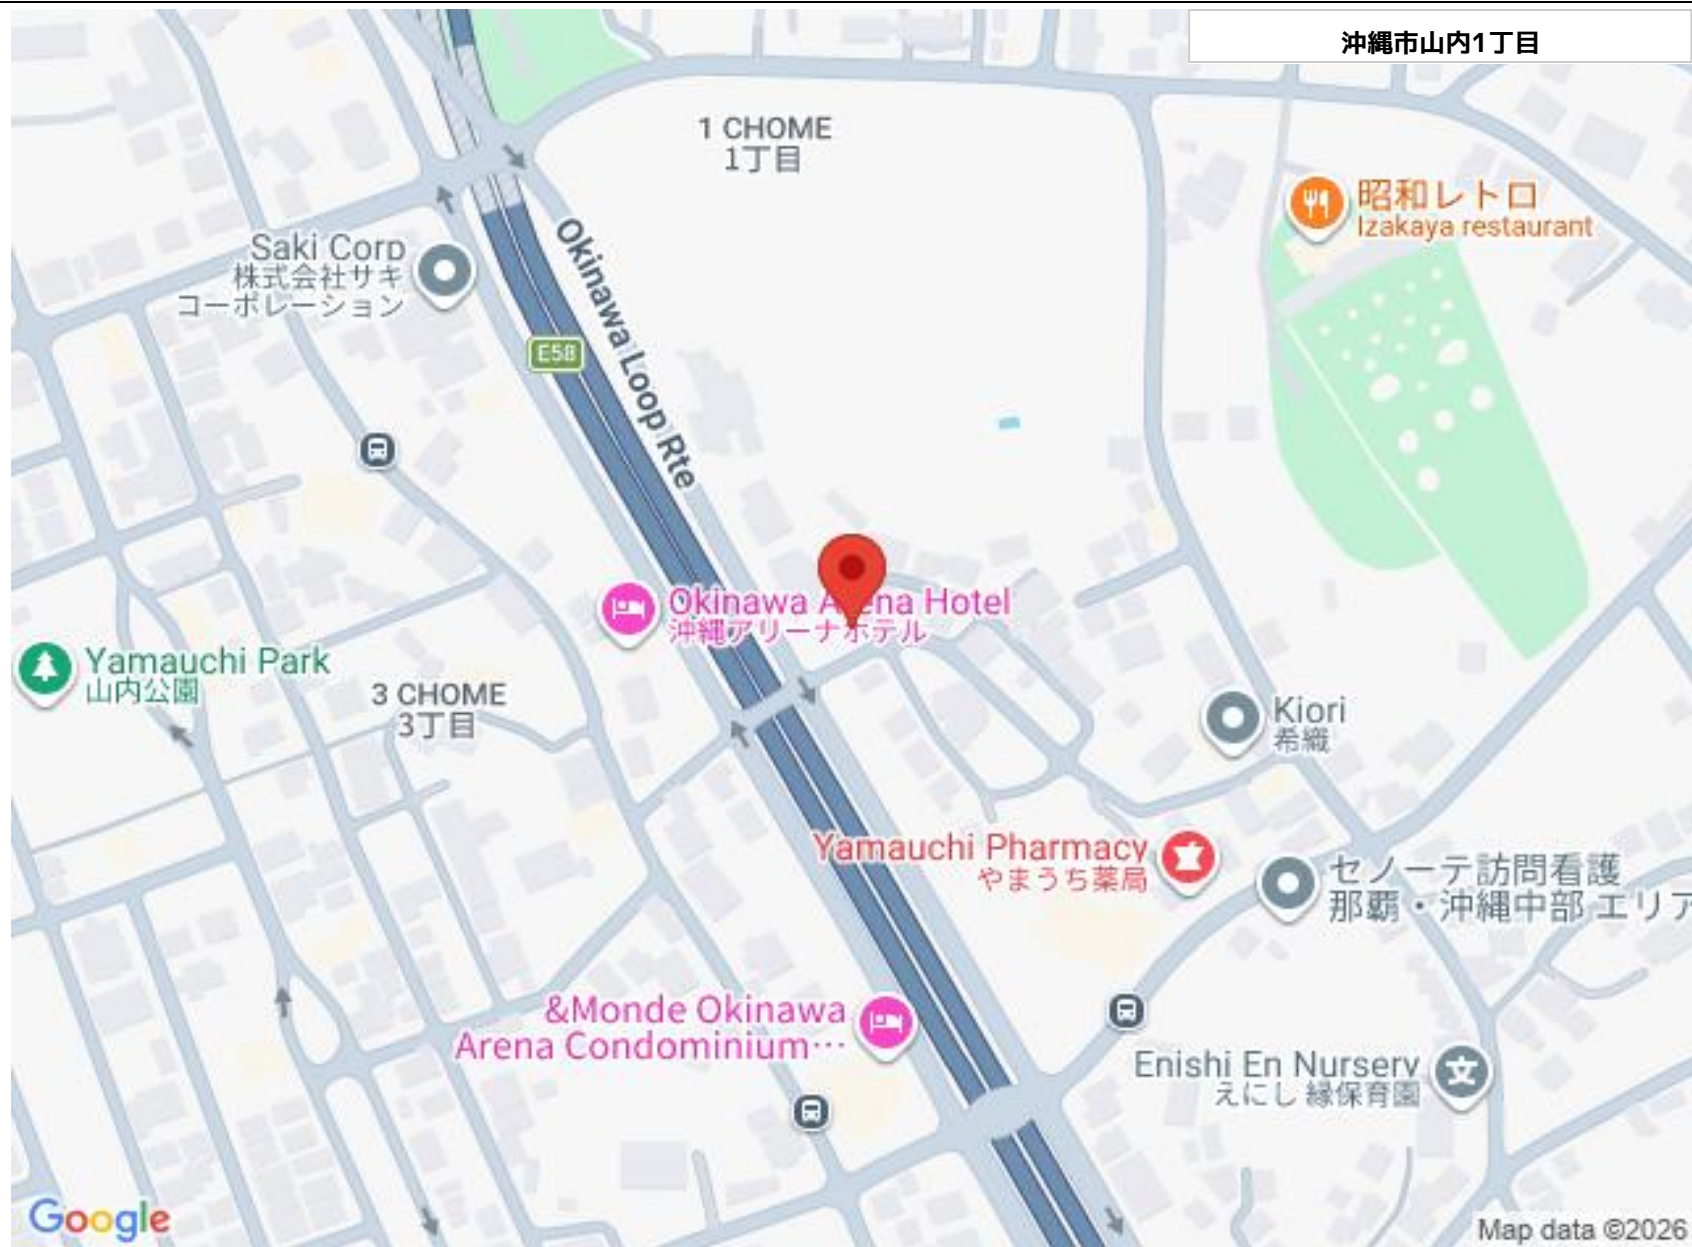 沖縄市山内1丁目
1 CHOME
1丁目
昭和レトロ
Izakaya restaurant
Saki Corp
株式会社サキ
コーポレーション
Okinawa Loop Rte
E58
Okinawa Arena Hotel
沖縄アリーナホテル
Yamauchi Park
山内公園
3 CHOME
3丁目
Kiori
希織
Yamauchi Pharmacy
やまうち薬局
セノーテ訪問看護
那覇・沖縄中部 エリア
&Monde Okinawa
Arena Condominium…
Enishi En Nursery
えにし 縁保育園
文
Google
Map data ©2026